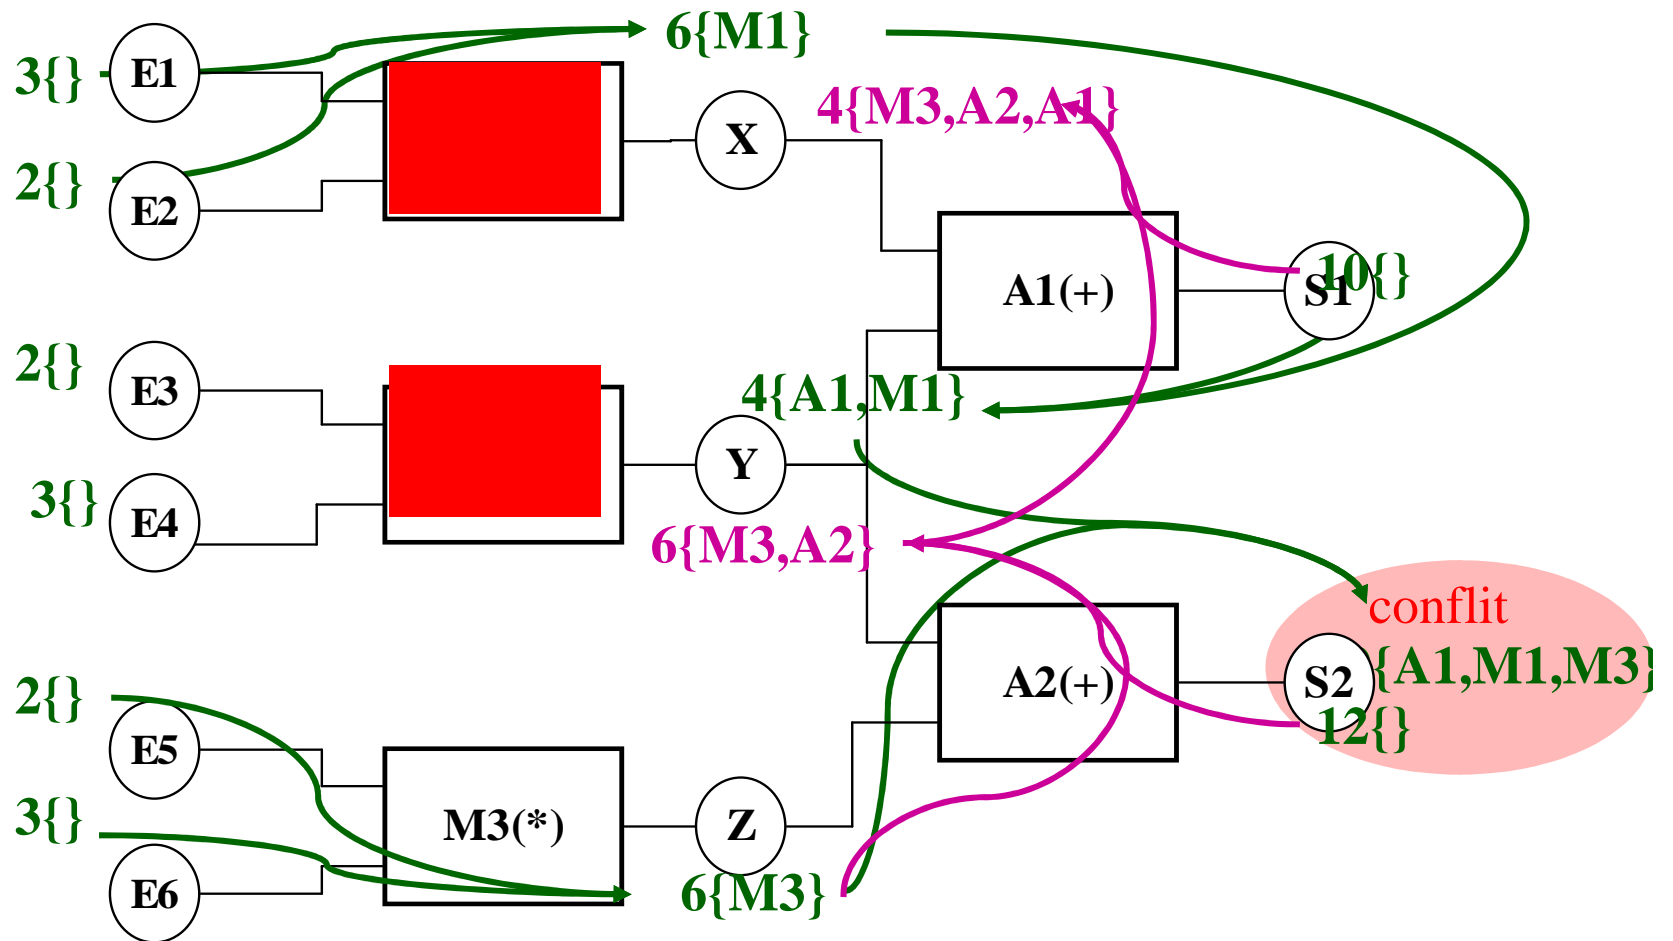 6{M1}
3{}
E1
4{M3,A2,A1}
X
2{}
E2
A1(+)
S1
10{}
2{}
E3
4{A1,M1}
Y
3{}
E4
6{M3,A2}
conflit
{A1,M1,M3}
A2(+)
S2
2{}
12{}
E5
3{}
M3(*)
Z
E6
6{M3}